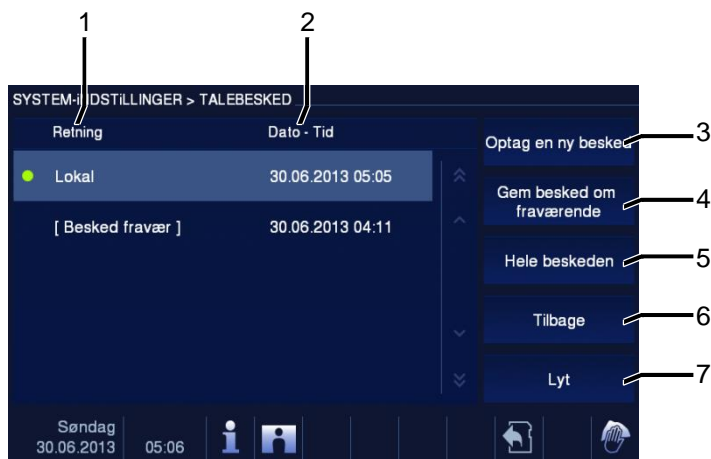 1 2
SYSTEM-iNDSTiLLINGER > TALEBESKED
Retning Dato - Tid
Optag en ny besked
3
Lokal 30.06.2013 05:05
Gem besked om
fraværende
4
[ Besked fravær ] 30.06.2013 04:11
Hele beskeden
5
Tilbage
6
Lyt
7
Søndag
30.06.2013 05:06